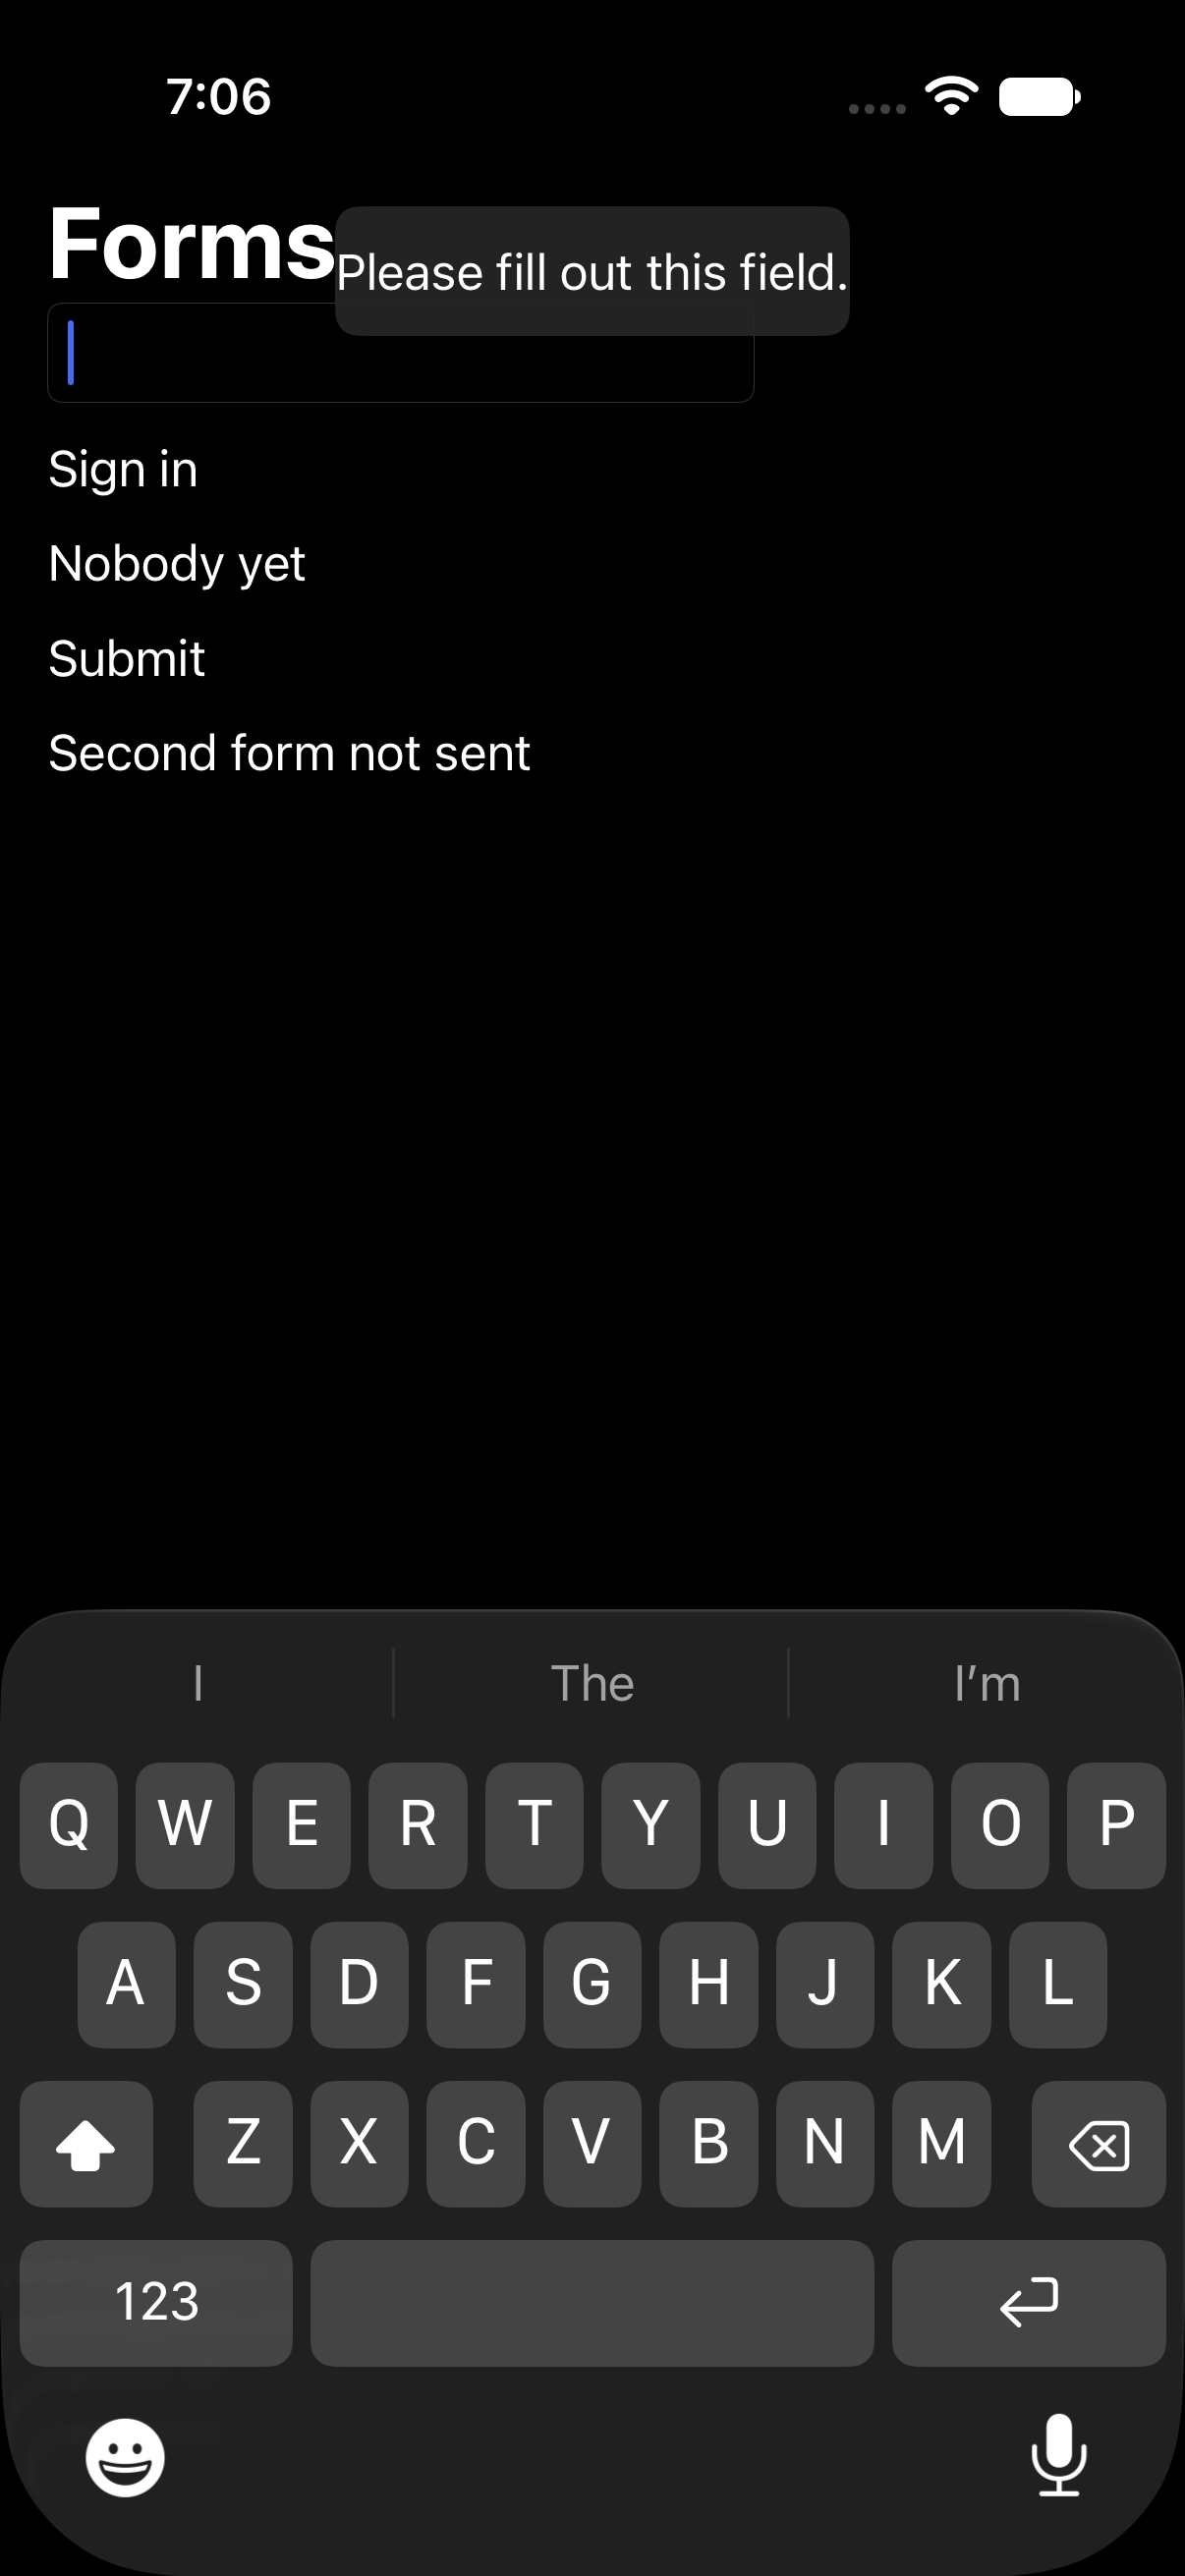 7:06
Forms
Please fill out this field.
Sign in
Nobody yet
Submit
Second form not sent
I The I’m
Q W E R T Y U I O P
A S D F G H J K L
Z X C V B N M
123